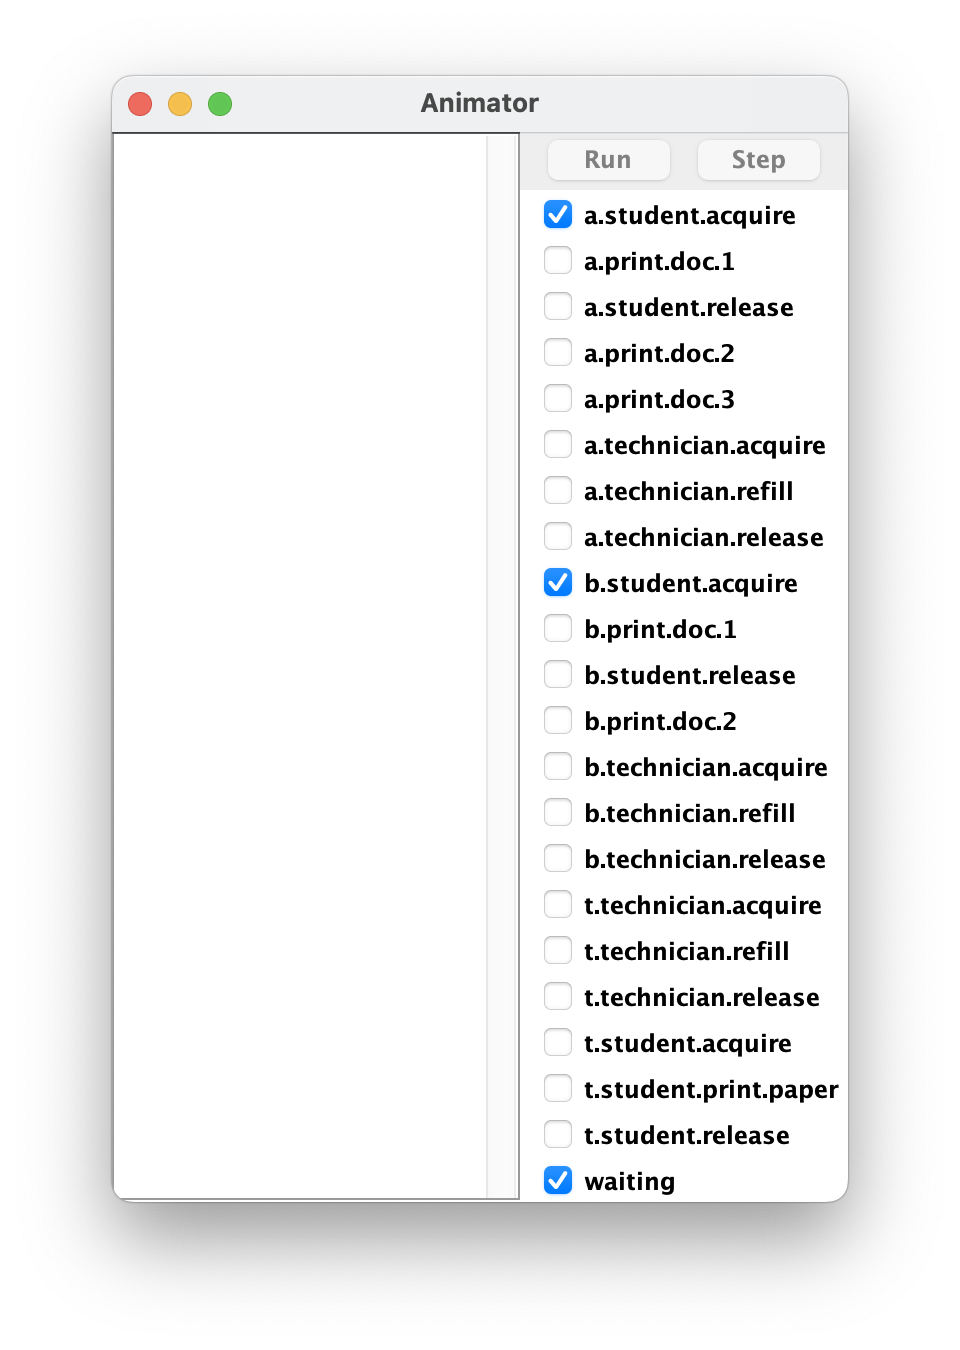 Animator
Run Step
a.student.acquire
a.print.doc.1
a.student.release
a.print.doc.2
a.print.doc.3
a.technician.acquire
a.technician.refill
a.technician.release
b.student.acquire
b.print.doc.1
b.student.release
b.print.doc.2
b.technician.acquire
b.technician.refill
b.technician.release
t.technician.acquire
t.technician.refill
t.technician.release
t.student.acquire
t.student.print.paper
t.student.release
waiting